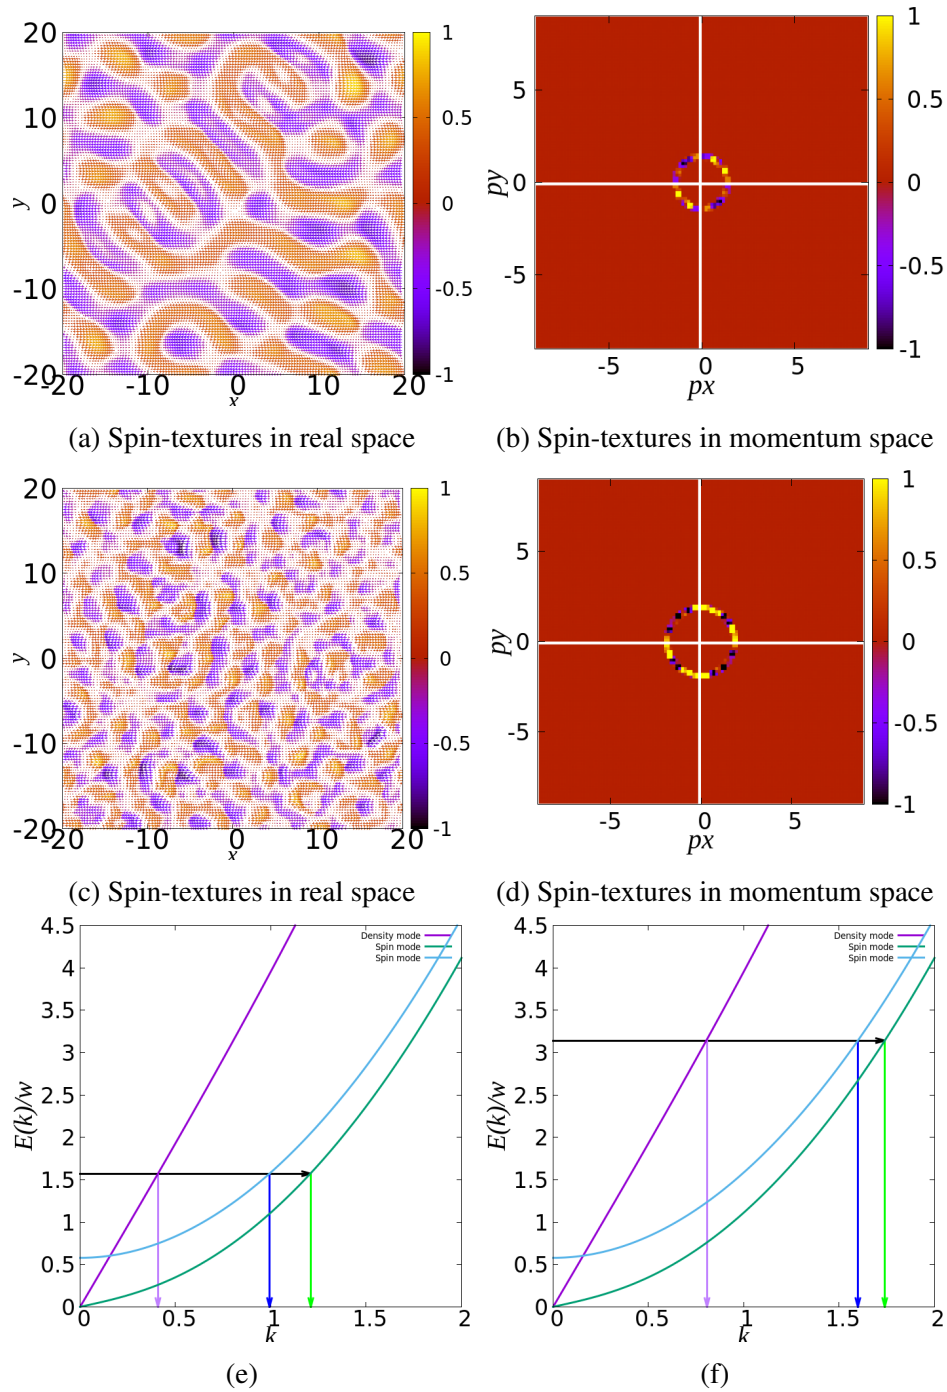 20
10
0
-10
-20
y
-20 -10 0 10 20
x
1
0.5
0
-0.5
-1
5
0
-5
py
-5 0 5
px
1
0.5
0
-0.5
-1
(a) Spin-textures in real space
(b) Spin-textures in momentum space
20
10
0
-10
-20
y
-20 -10 0 10 20
x
1
0.5
0
-0.5
-1
5
0
-5
py
-5 0 5
px
1
0.5
0
-0.5
-1
(c) Spin-textures in real space
(d) Spin-textures in momentum space
4.5
4
3.5
3
2.5
2
1.5
1
0.5
0
E(k)/w
Density mode
Spin mode
Spin mode
0 0.5 1 1.5 2
k
4.5
4
3.5
3
2.5
2
1.5
1
0.5
0
E(k)/w
Density mode
Spin mode
Spin mode
0 0.5 1 1.5 2
k
(e)
(f)